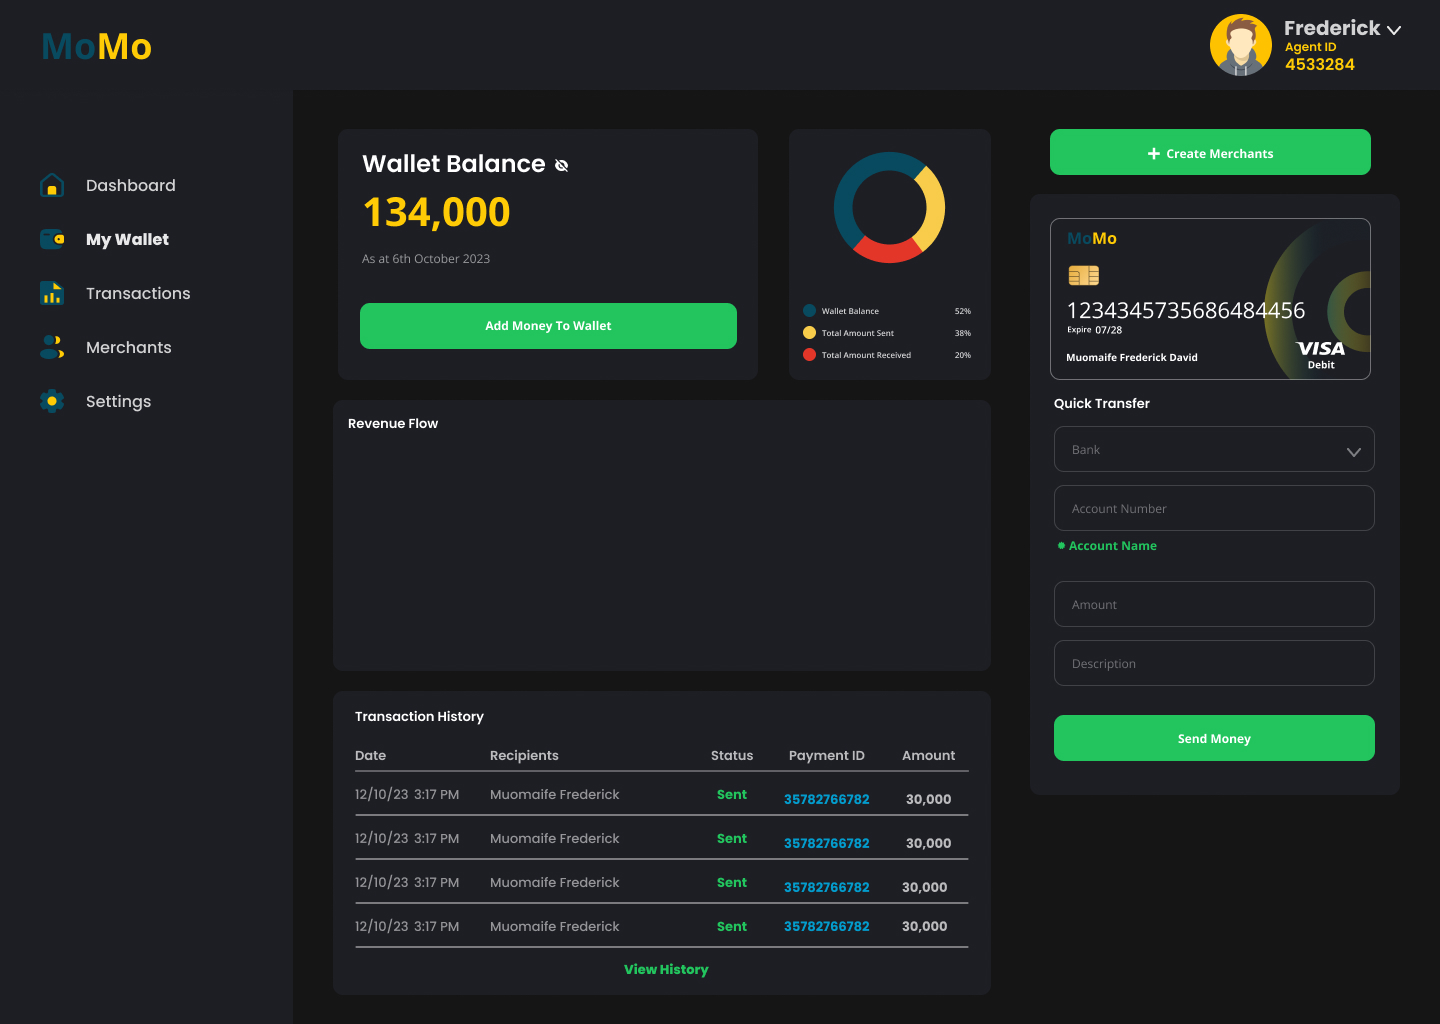 MoMo
Frederick
Agent ID
4533284
Dashboard
My Wallet
Transactions
Merchants
Settings
Wallet Balance
134,000
As at 6th October 2023
Add Money To Wallet
Wallet Balance 52%
Total Amount Sent 38%
Total Amount Received 20%
Create Merchants
MoMo
1234345735686484456
Expire 07/28
Muomaife Frederick David
VISA
Debit
Quick Transfer
Bank
Account Number
Account Name
Amount
Description
Send Money
Revenue Flow
Transaction History
Date Recipients Status Payment ID Amount
12/10/23 3:17 PM Muomaife Frederick Sent 35782766782 30,000
12/10/23 3:17 PM Muomaife Frederick Sent 35782766782 30,000
12/10/23 3:17 PM Muomaife Frederick Sent 35782766782 30,000
12/10/23 3:17 PM Muomaife Frederick Sent 35782766782 30,000
View History